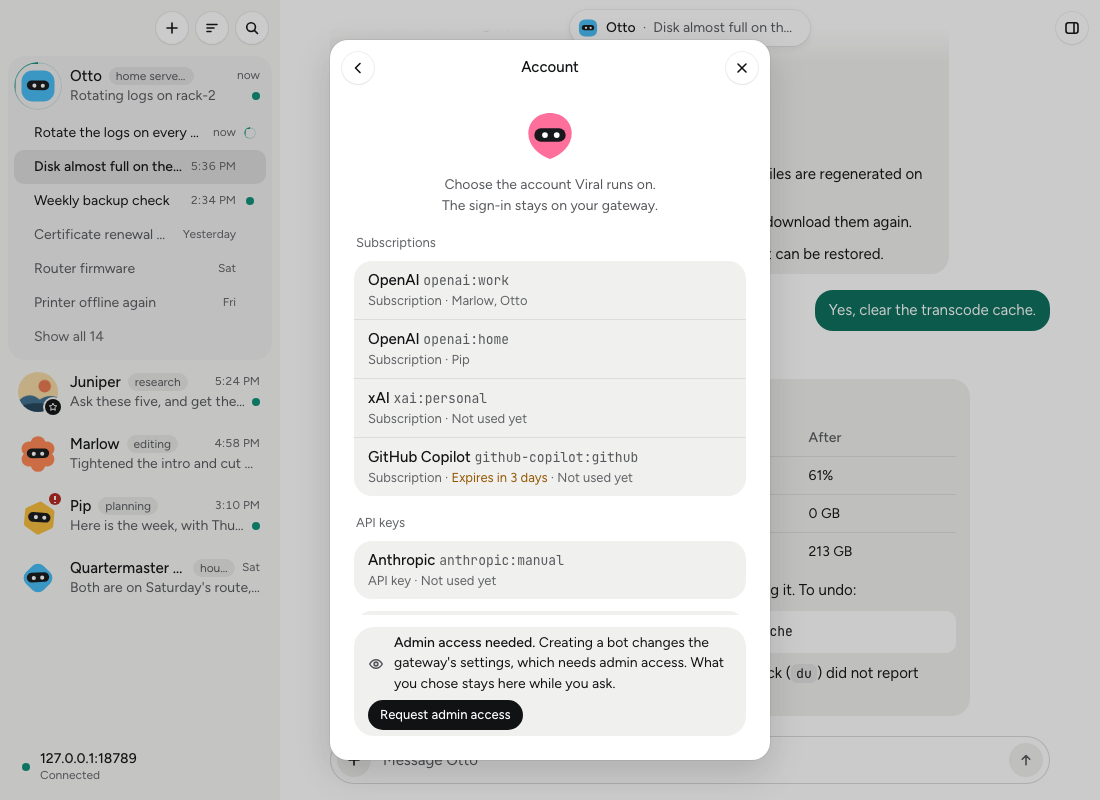 Otto home serve... now
Rotating logs on rack-2
Rotate the logs on every ... now
Disk almost full on the... 5:36 PM
Weekly backup check 2:34 PM
Certificate renewal ... Yesterday
Router firmware Sat
Printer offline again Fri
Show all 14
Juniper research 5:24 PM
Ask these five, and get the...
Marlow editing 4:58 PM
Tightened the intro and cut ...
Pip planning 3:10 PM
Here is the week, with Thu...
Quartermaster ... hou... Sat
Both are on Saturday's route,...
127.0.0.1:18789
Connected
Otto · Disk almost full on th...
Account
Choose the account Viral runs on.
The sign-in stays on your gateway.
Subscriptions
OpenAI openai:work
Subscription · Marlow, Otto
OpenAI openai:home
Subscription · Pip
xAI xai:personal
Subscription · Not used yet
GitHub Copilot github-copilot:github
Subscription · Expires in 3 days · Not used yet
API keys
Anthropic anthropic:manual
API key · Not used yet
Admin access needed. Creating a bot changes the
gateway's settings, which needs admin access. What
you chose stays here while you ask.
Request admin access
are regenerated on
download them again.
can be restored.
Yes, clear the transcode cache.
After
61%
0 GB
213 GB
it. To undo:
(du) did not report
Message Otto